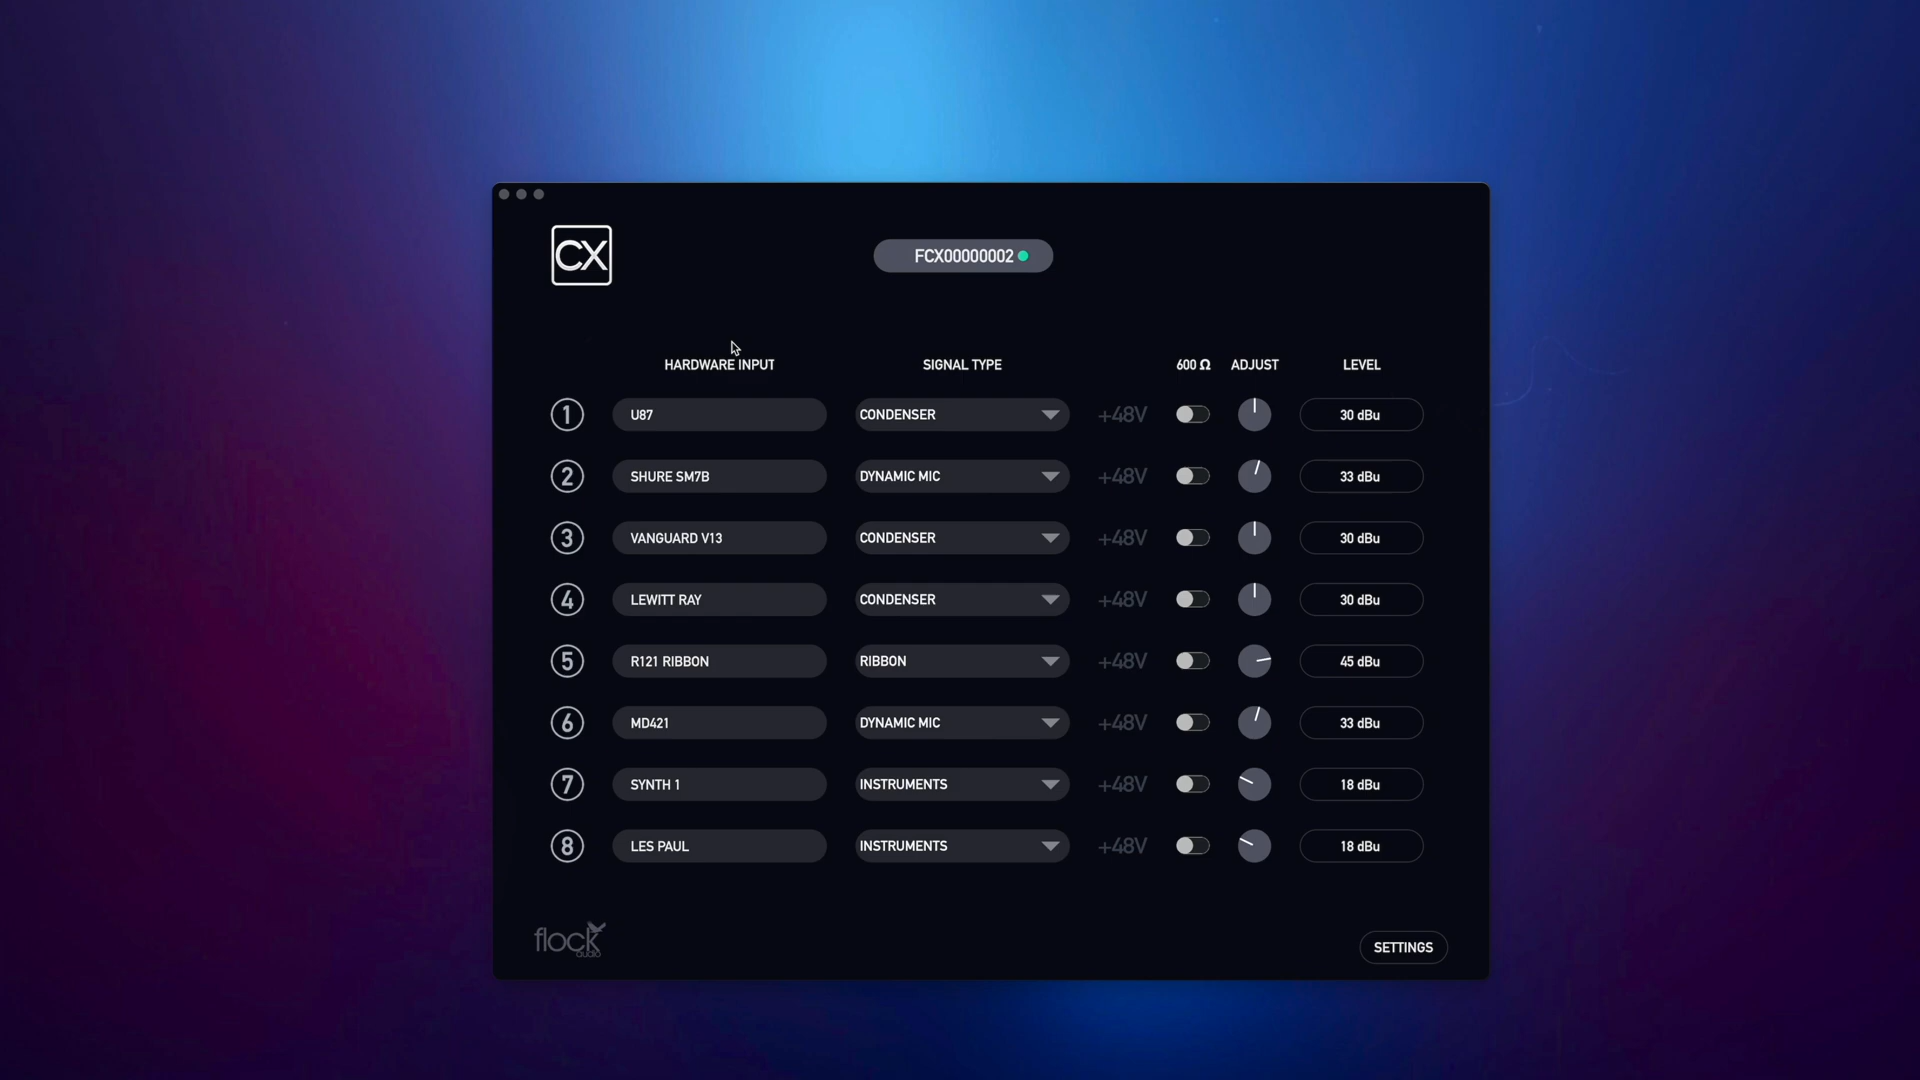 CX
FCX00000002
HARDWARE INPUT SIGNAL TYPE 600 Ω ADJUST LEVEL
1 U87 CONDENSER +48V 30 dBu
2 SHURE SM7B DYNAMIC MIC +48V 33 dBu
3 VANGUARD V13 CONDENSER +48V 30 dBu
4 LEWITT RAY CONDENSER +48V 30 dBu
5 R121 RIBBON RIBBON +48V 45 dBu
6 MD421 DYNAMIC MIC +48V 33 dBu
7 SYNTH 1 INSTRUMENTS +48V 18 dBu
8 LES PAUL INSTRUMENTS +48V 18 dBu
flock
audio
SETTINGS